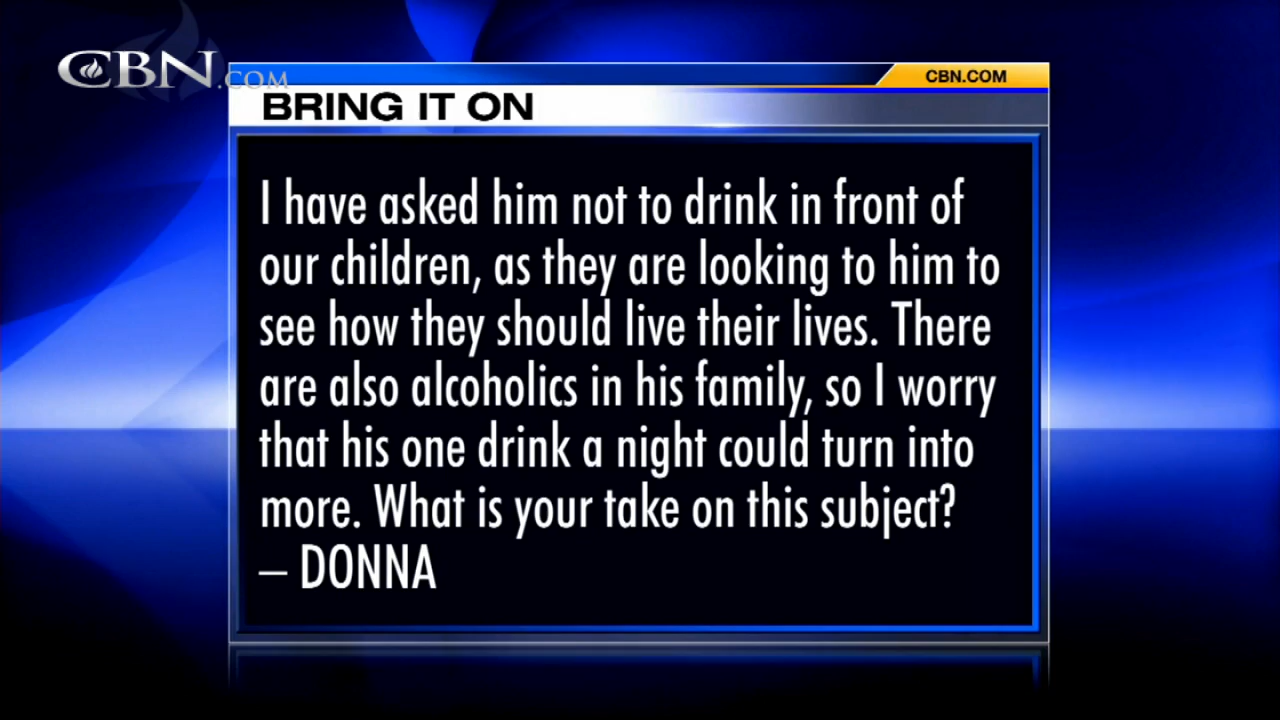 CBN.COM
CBN.COM
BRING IT ON
I have asked him not to drink in front of
our children, as they are looking to him to
see how they should live their lives. There
are also alcoholics in his family, so I worry
that his one drink a night could turn into
more. What is your take on this subject?
– DONNA